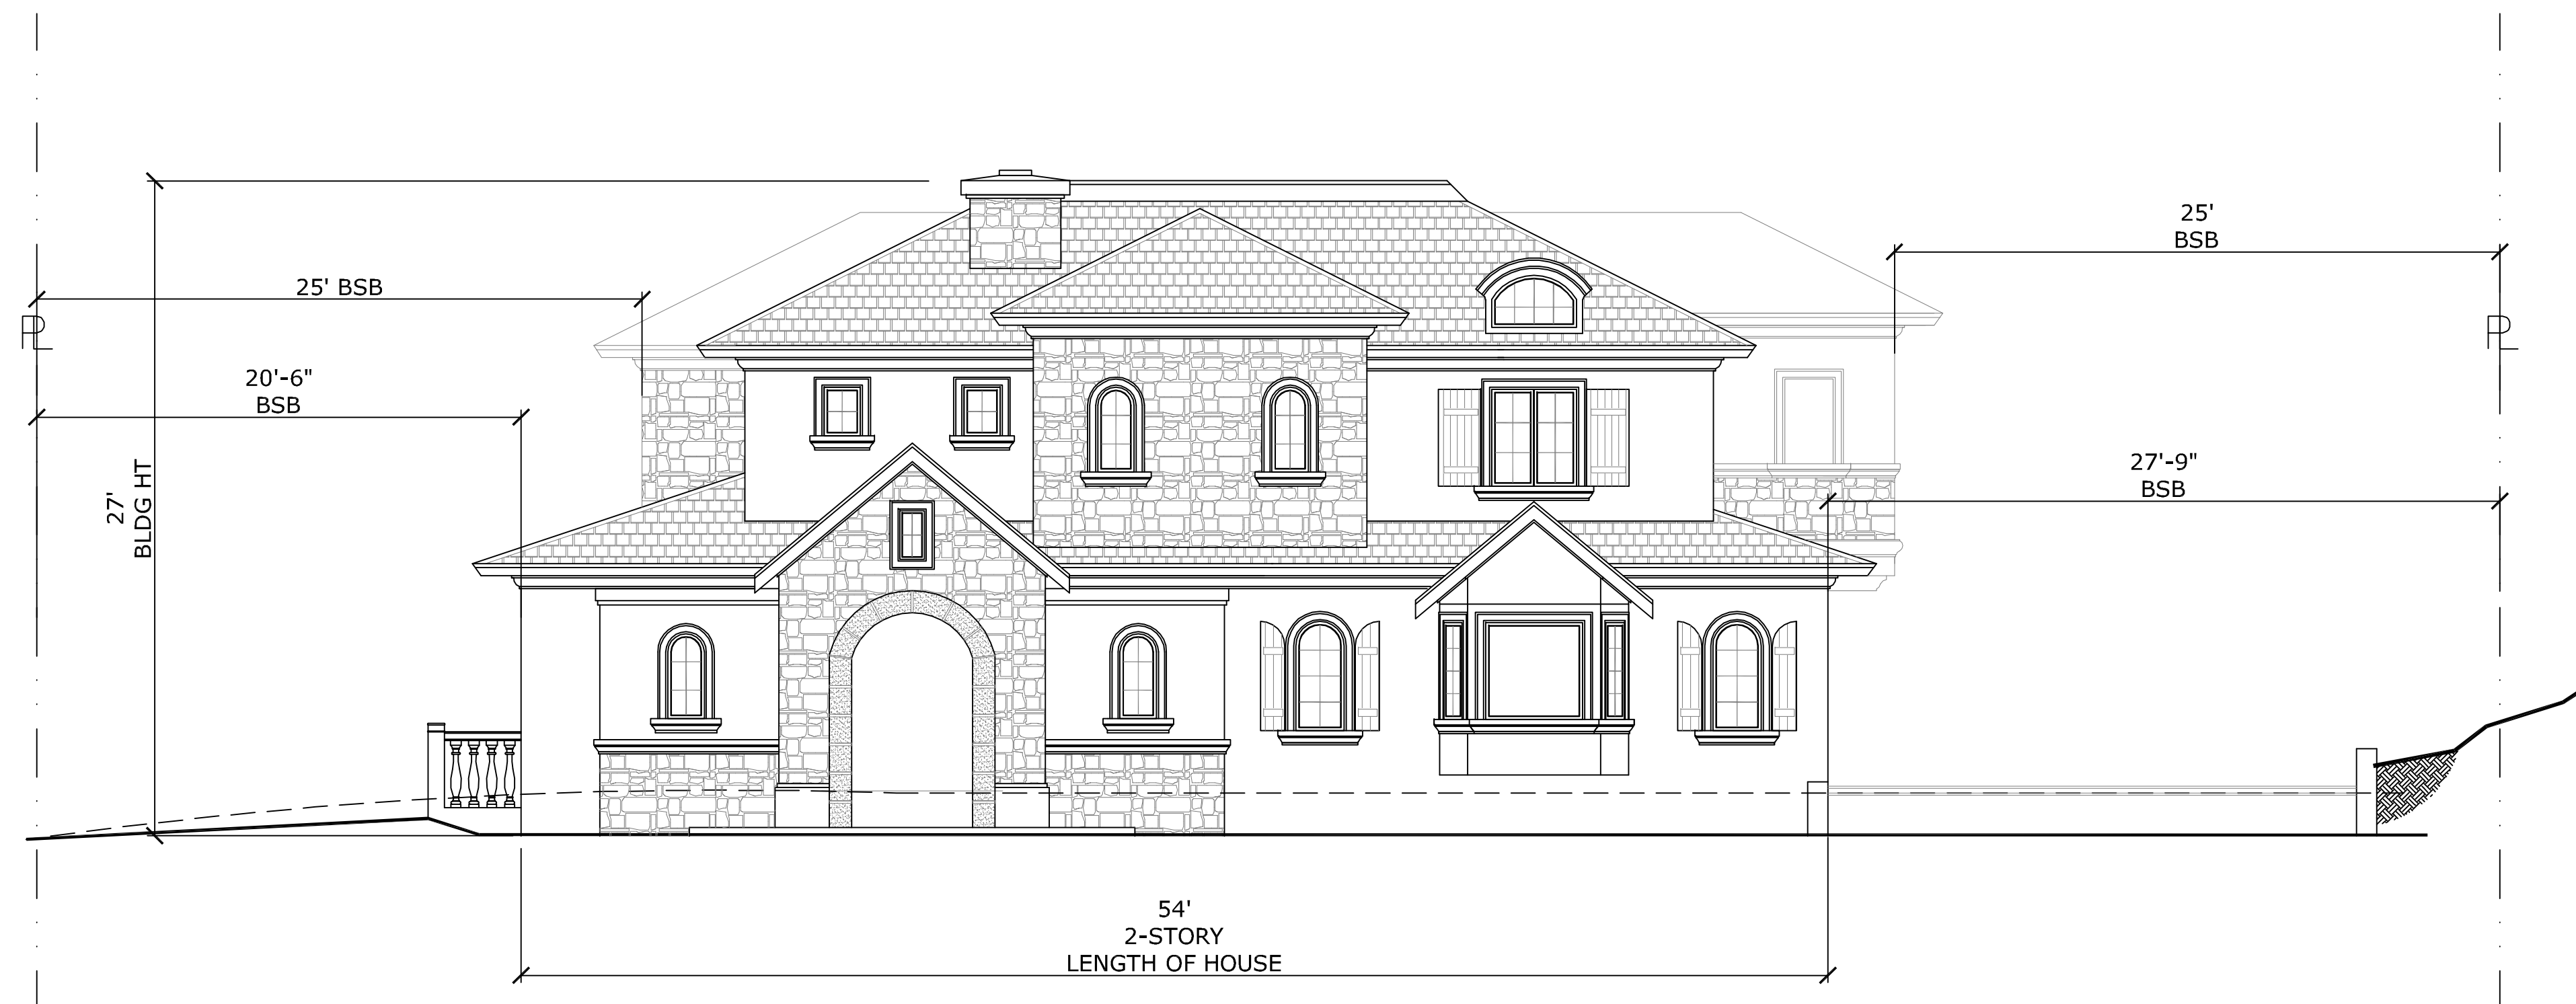 25'
BSB
25' BSB
PL
PL
20'-6"
BSB
27'
BLDG HT
27'-9"
BSB
54'
2-STORY
LENGTH OF HOUSE